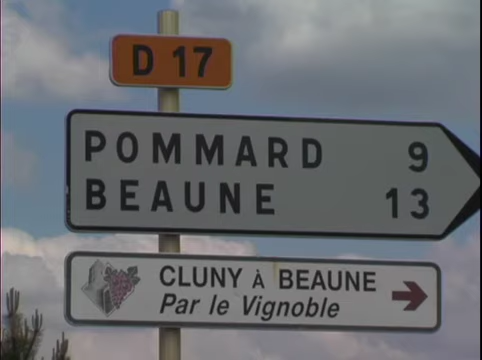 D 17
POMMARD 9
BEAUNE 13
CLUNY À BEAUNE
Par le Vignoble